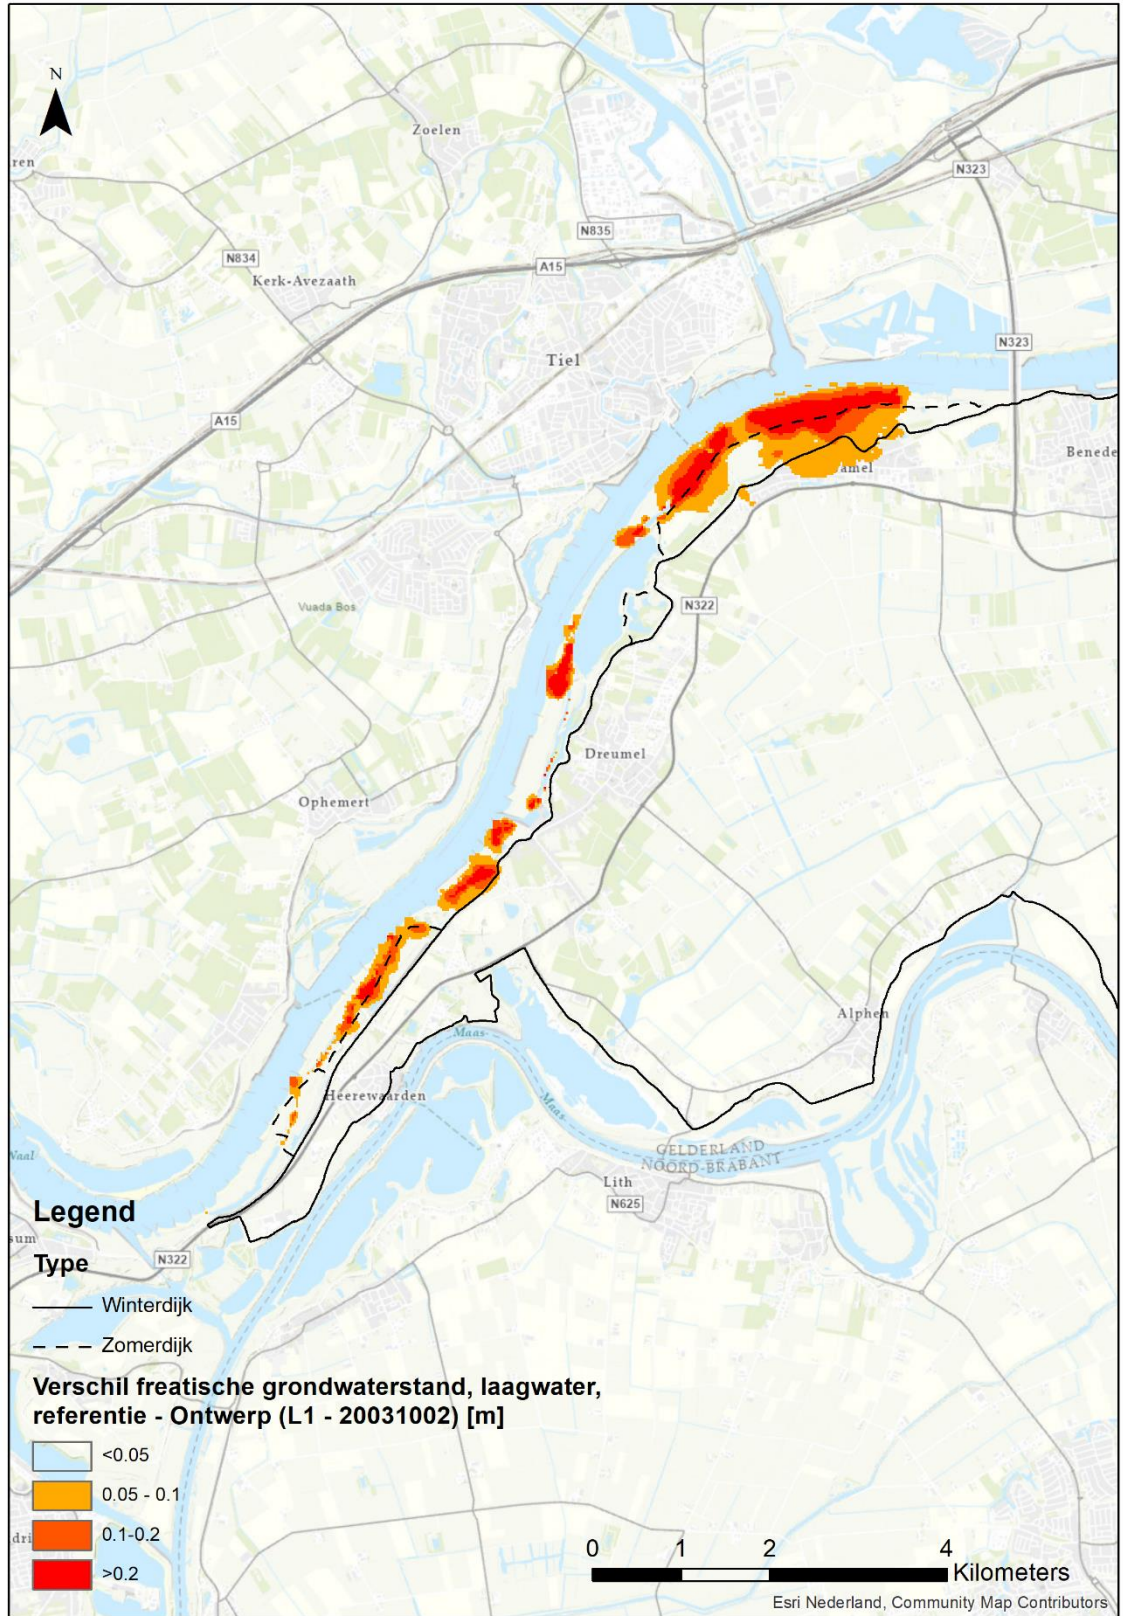 N
Zoelen
ren
N323
N835
N834
A15
Kerk-Avezaath
N323
Tiel
A15
Benede
amel
Vuada Bos
N322
Dreumel
Ophemert
Alphen
Maas
Heerewaarden
Maas
GELDERLAND
NOORD-BRABANT
Waal
Lith
N625
Legend
sum
Type
N322
Winterdijk
Zomerdijk
Verschil freatische grondwaterstand, laagwater,
referentie - Ontwerp (L1 - 20031002) [m]
<0.05
0.05 - 0.1
dri
0.1-0.2
>0.2
0 1 2 4
Kilometers
Esri Nederland, Community Map Contributors